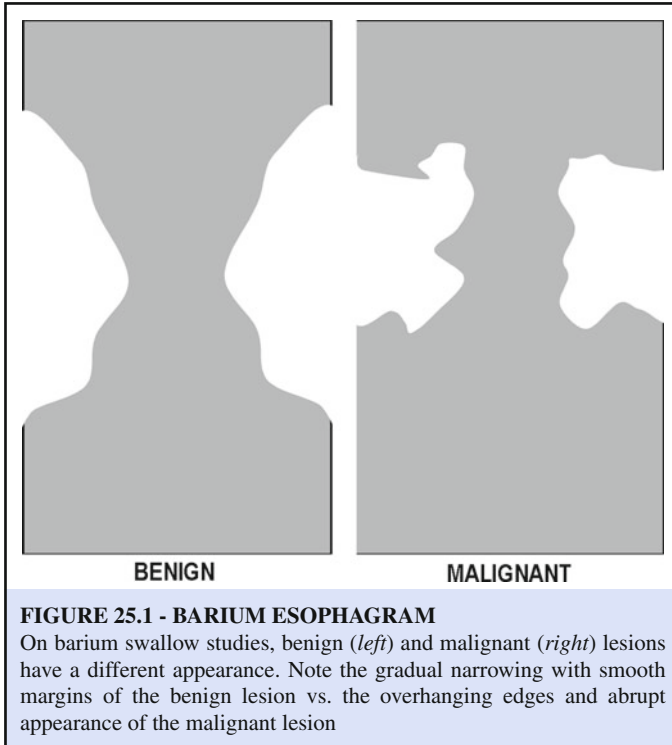 BENIGN
MALIGNANT
FIGURE 25.1 - BARIUM ESOPHAGRAM
On barium swallow studies, benign (left) and malignant (right) lesions
have a different appearance. Note the gradual narrowing with smooth
margins of the benign lesion vs. the overhanging edges and abrupt
appearance of the malignant lesion